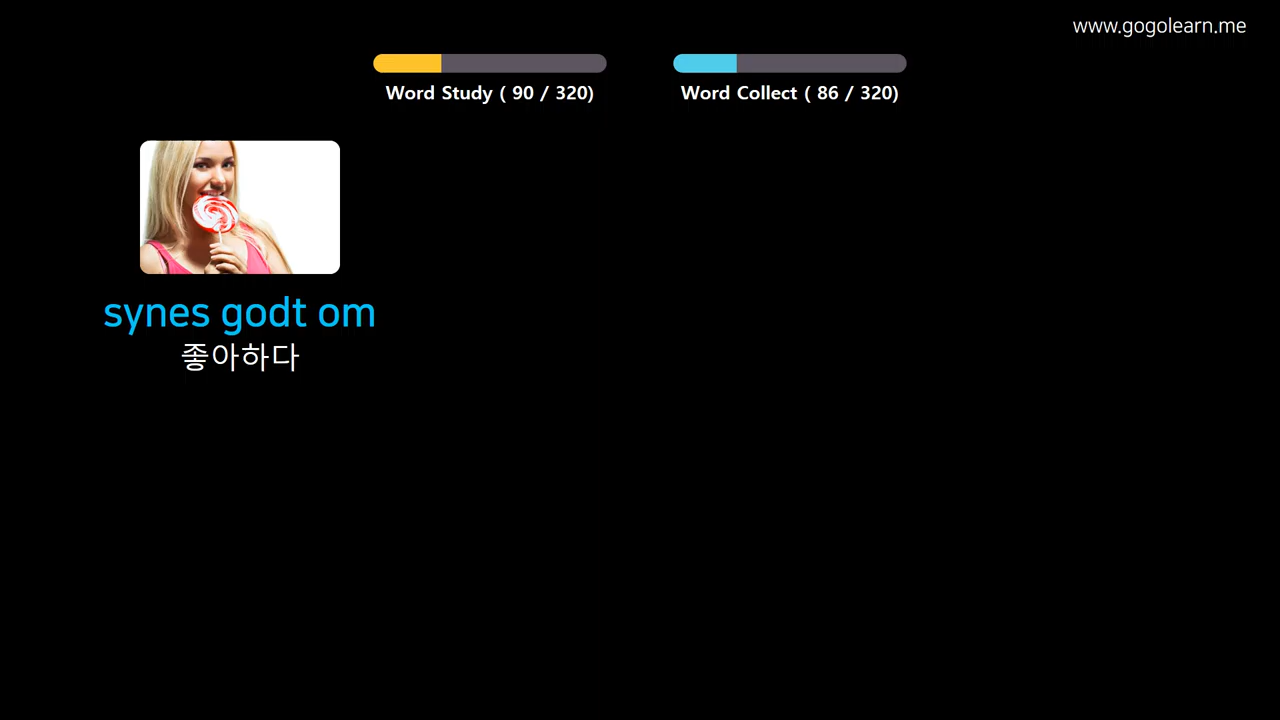 www.gogolearn.me
Word Study ( 90 / 320)
Word Collect ( 86 / 320)
synes godt om
좋아하다